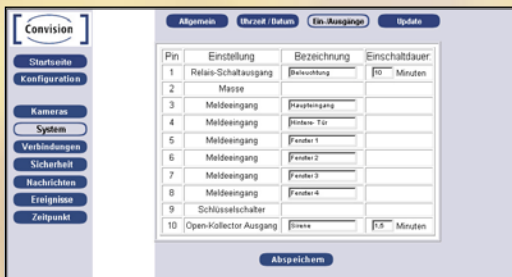 Convision
Startseite
Konfiguration
Kameras
System
Verbindungen
Sicherheit
Nachrichten
Ereignisse
Zeitpunkt
Allgemein Uhrzeit / Datum Ein-/Ausgänge Update
Pin Einstellung Bezeichnung Einschaltdauer
1 Relais-Schaltausgang Beleuchtung 10 Minuten
2 Masse
3 Meldeeingang Haupteingang
4 Meldeeingang Hintere- Tür
5 Meldeeingang Fenster 1
6 Meldeeingang Fenster 2
7 Meldeeingang Fenster 3
8 Meldeeingang Fenster 4
9 Schlüsselschalter
10 Open-Kollector Ausgang Sirene 1,5 Minuten
Abspeichern